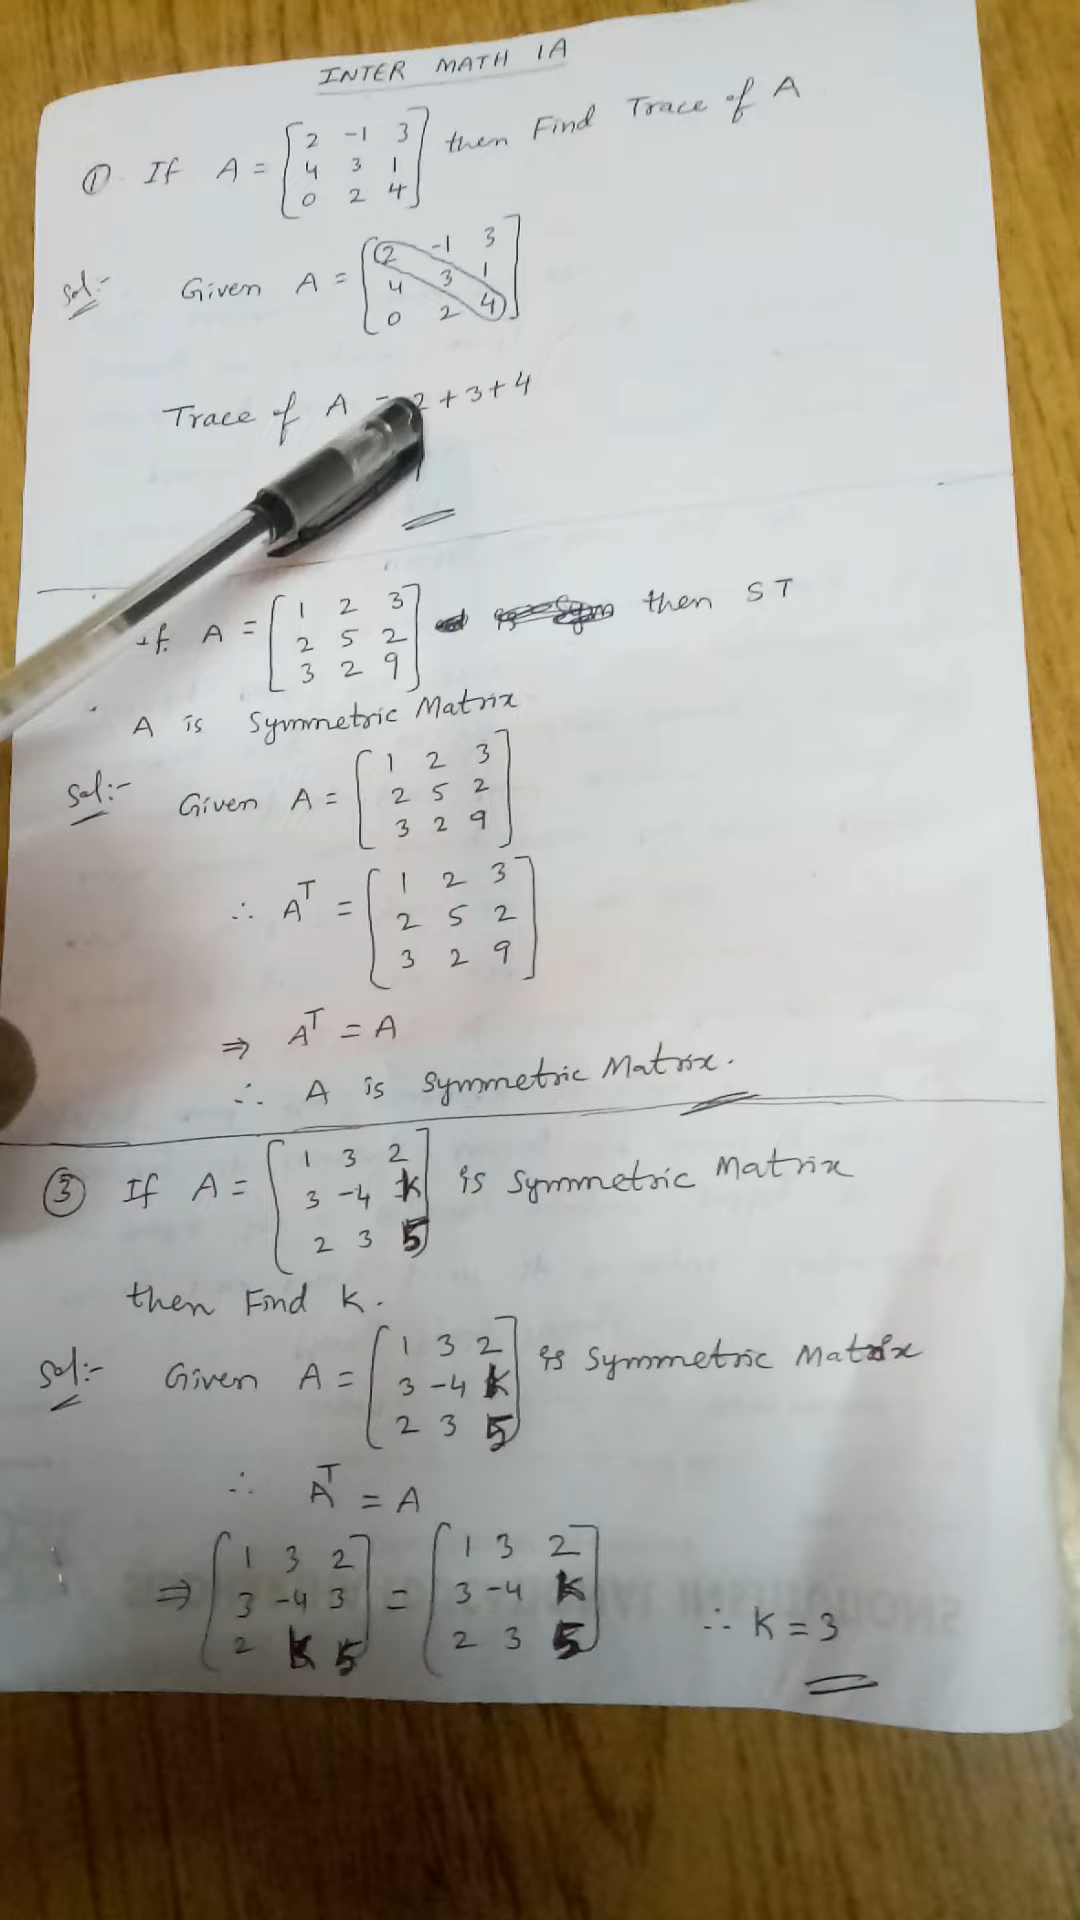 INTER MATH 1A
① If A = [2 -1 3 then Find Trace of A
4 3 1
0 2 4]
Sol:- Given A = [2 -1 3
4 3 1
0 2 4]
Trace of A = 2+3+4
If A = [1 2 3 then ST
2 5 2
3 2 9]
A is Symmetric Matrix
Sol:- Given A = [1 2 3
2 5 2
3 2 9]
∴ A^T = [1 2 3
2 5 2
3 2 9]
⇒ A^T = A
∴ A is Symmetric Matrix.
③ If A = [1 3 2 is Symmetric Matrix
3 -4 K
2 3 5]
then Find K.
Sol:- Given A = [1 3 2 is Symmetric Matrix
3 -4 K
2 3 5]
∴ A^T = A
⇒ [1 3 2 = [1 3 2
3 -4 3 3 -4 K
2 K 5] 2 3 5] ∴ K = 3